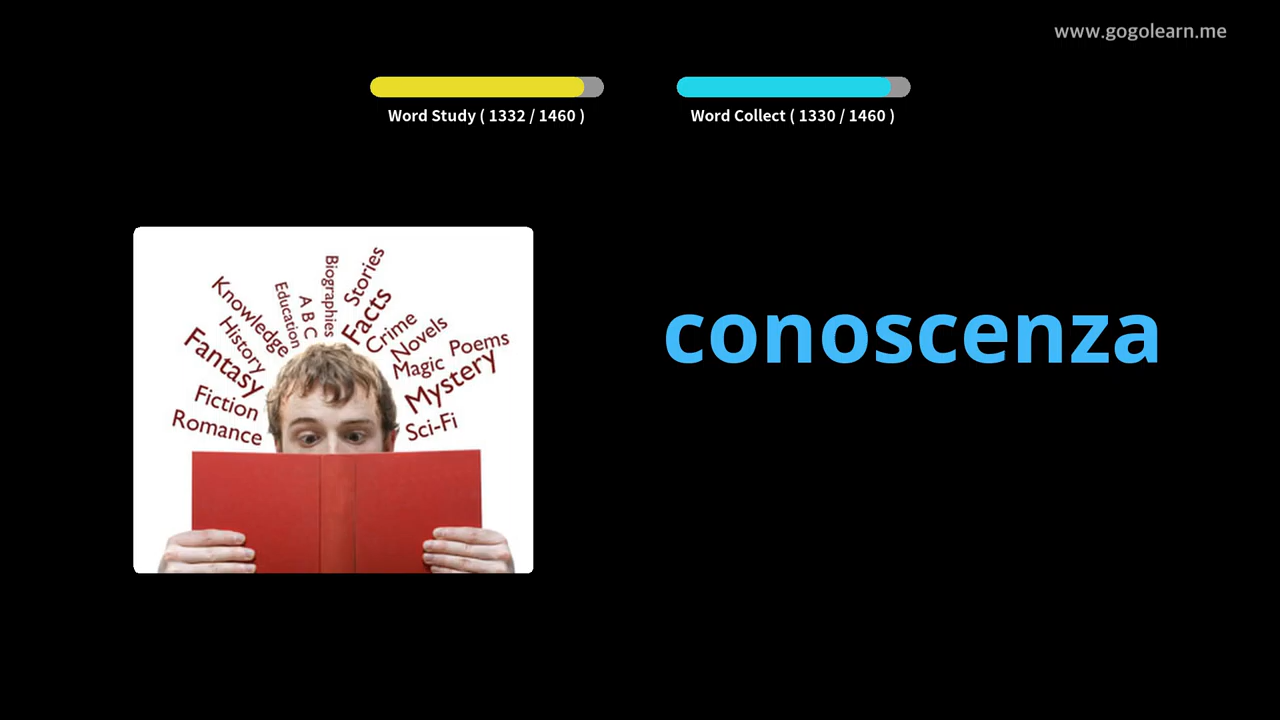 www.gogolearn.me
Word Study ( 1332 / 1460 )
Word Collect ( 1330 / 1460 )
Romance
Fiction
Fantasy
History
Knowledge
Education
A B C
Biographies
Stories
Facts
Crime
Novels
Magic
Poems
Mystery
Sci-Fi
conoscenza